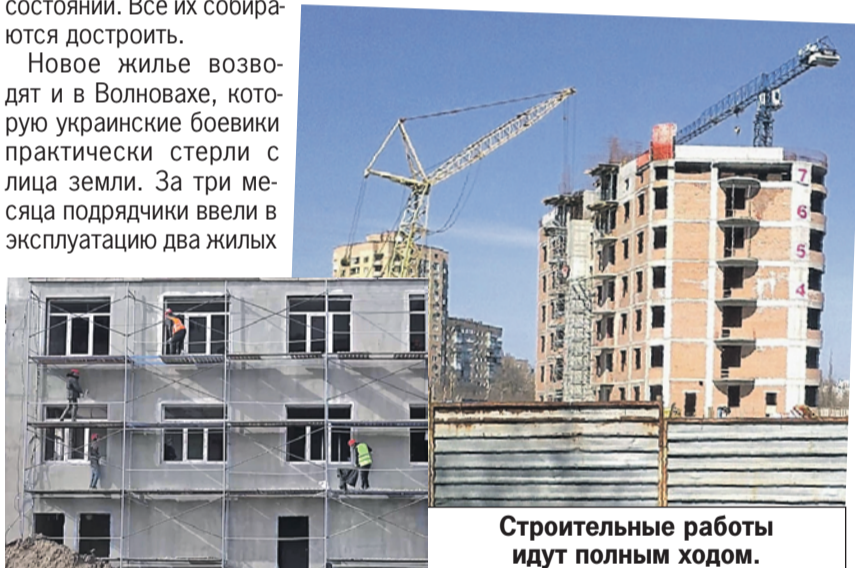 состоянии. Все их собира-
ются достроить.
Новое жилье возво-
дят и в Волновахе, кото-
рую украинские боевики
практически стерли с
лица земли. За три ме-
сяца подрядчики ввели в
эксплуатацию два жилых
7
6
5
4
Строительные работы
идут полным ходом.